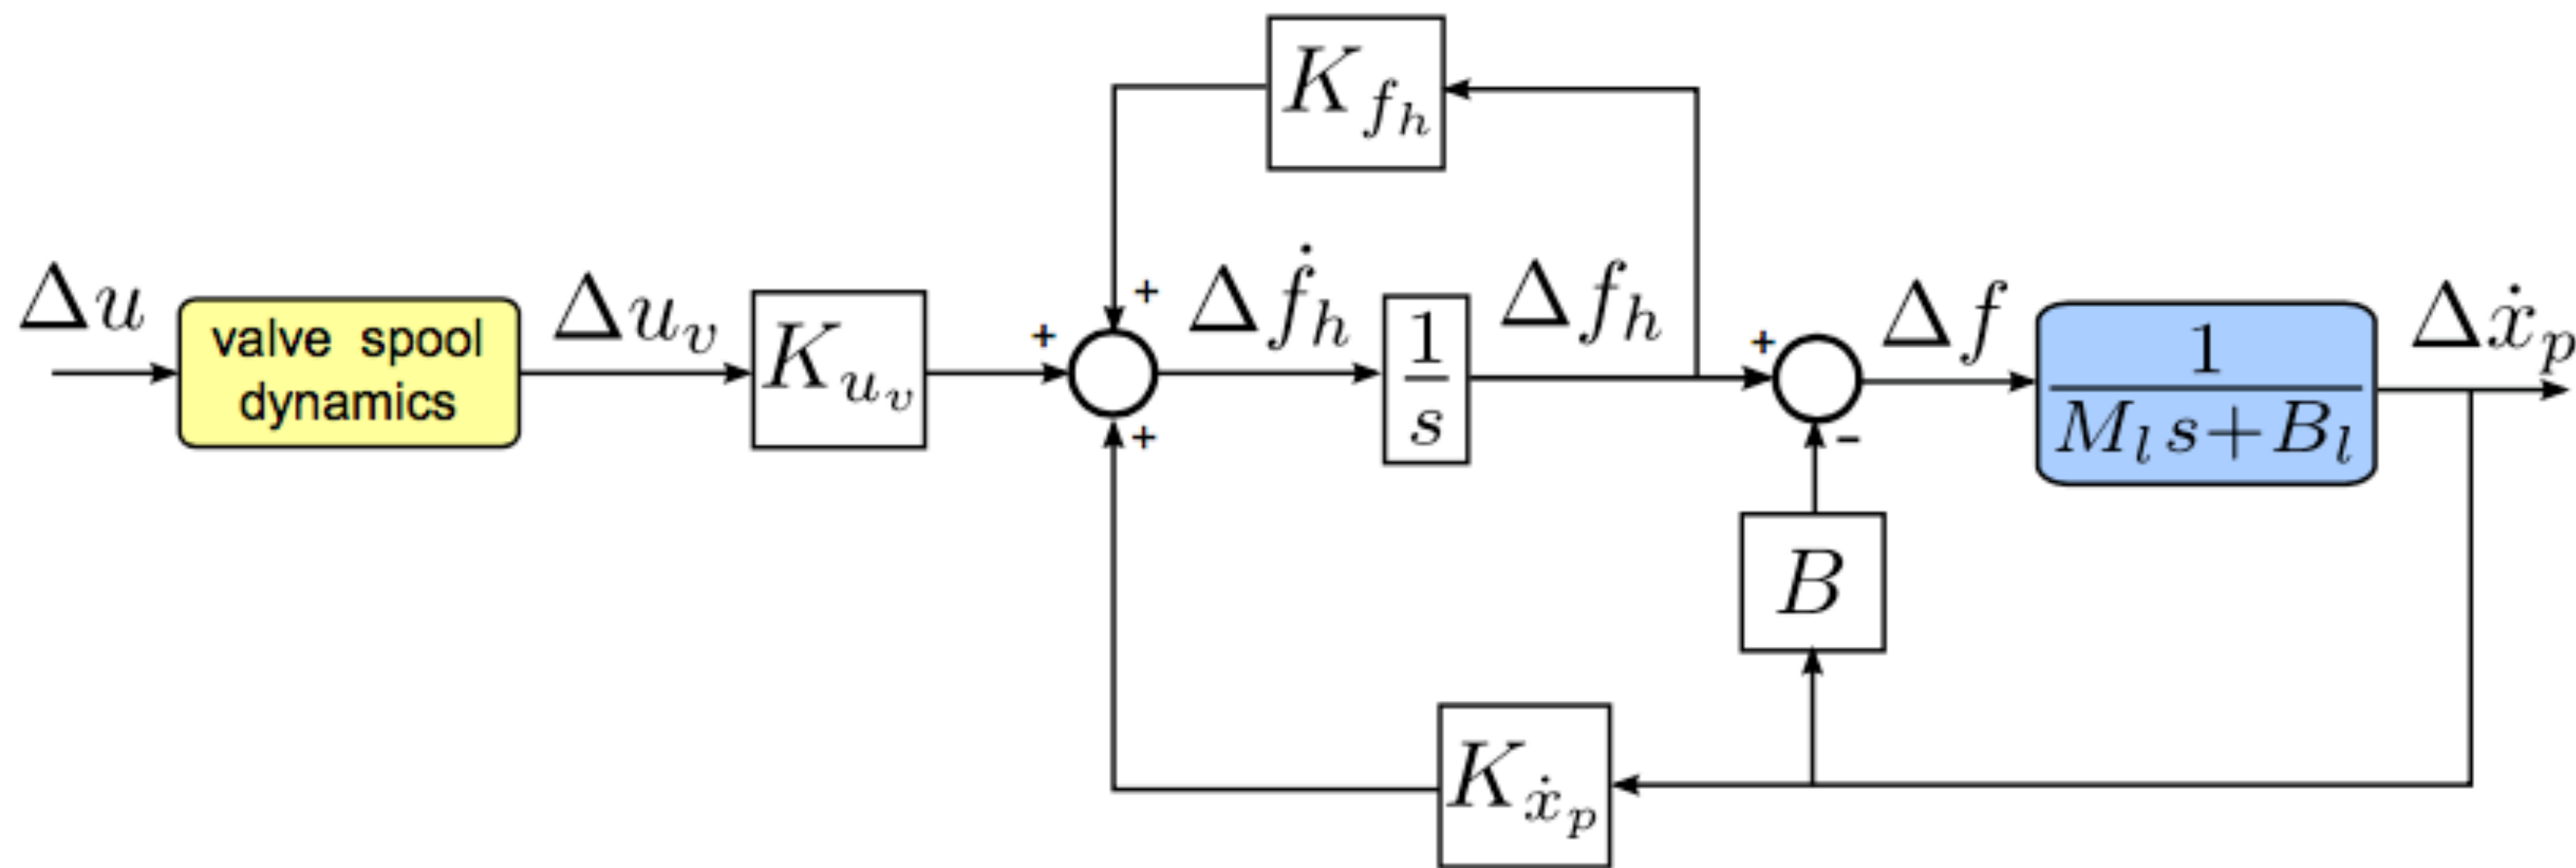 K_{f_h}
Δu
valve spool
dynamics
Δu_v
K_{u_v}
+
+
+
Δḟ_h
1
s
Δf_h
+
-
Δf
1
M_l s+B_l
Δẋ_p
B
K_{ẋ_p}